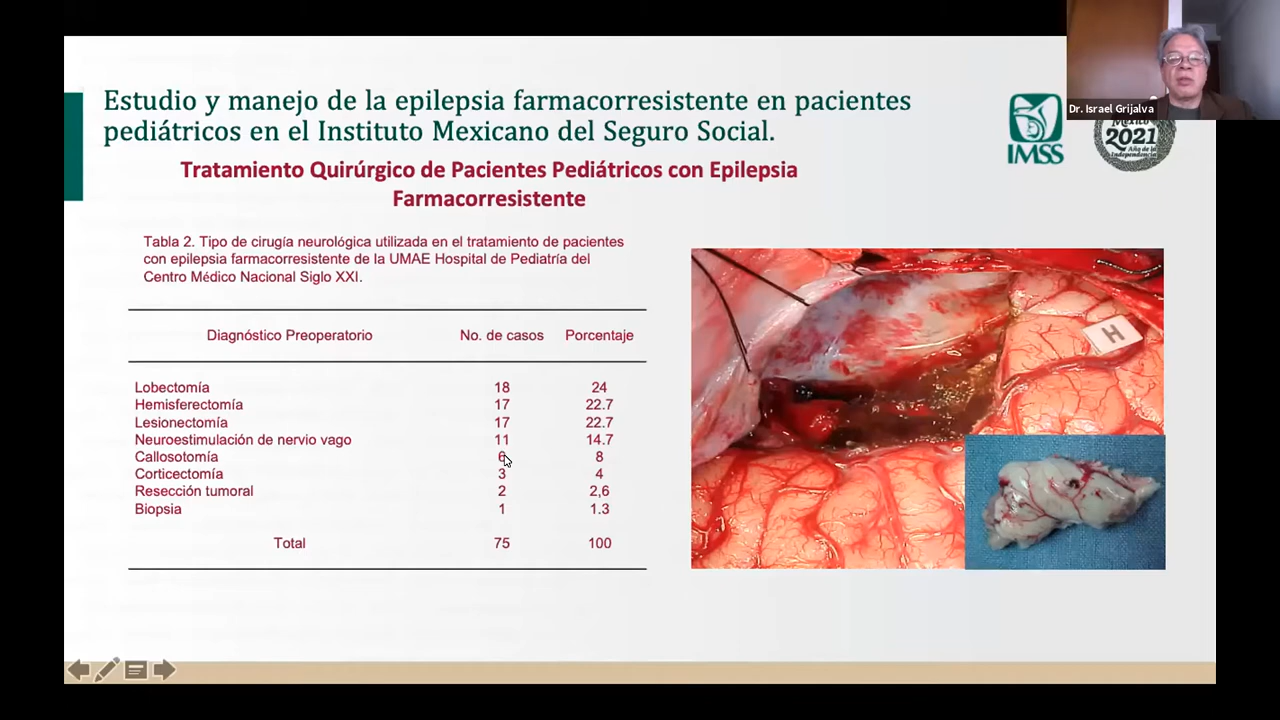 Estudio y manejo de la epilepsia farmacorresistente en pacientes
pediátricos en el Instituto Mexicano del Seguro Social.
Dr. Israel Grijalva
IMSS
México
2021
Año de la
Independencia
Tratamiento Quirúrgico de Pacientes Pediátricos con Epilepsia
Farmacorresistente
Tabla 2. Tipo de cirugía neurológica utilizada en el tratamiento de pacientes
con epilepsia farmacorresistente de la UMAE Hospital de Pediatría del
Centro Médico Nacional Siglo XXI.
Diagnóstico Preoperatorio No. de casos Porcentaje
Lobectomía 18 24
Hemisferectomía 17 22.7
Lesionectomía 17 22.7
Neuroestimulación de nervio vago 11 14.7
Callosotomía 6 8
Corticectomía 3 4
Resección tumoral 2 2,6
Biopsia 1 1.3
Total 75 100
H